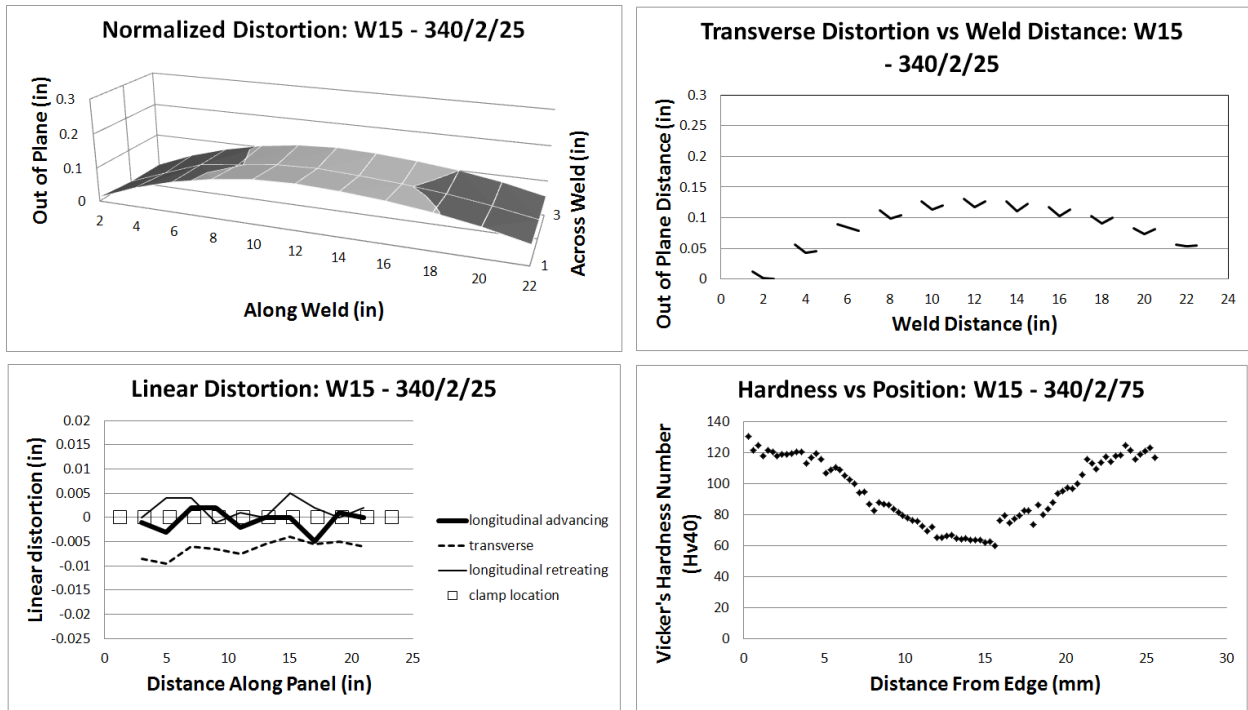 Normalized Distortion: W15 - 340/2/25
Out of Plane (in)
0.3
0.2
0.1
0
2
4
6
8
10
12
14
16
18
20
22
Along Weld (in)
1
3
Across Weld (in)
Transverse Distortion vs Weld Distance: W15
- 340/2/25
Out of Plane Distance (in)
0.3
0.25
0.2
0.15
0.1
0.05
0
0 2 4 6 8 10 12 14 16 18 20 22 24
Weld Distance (in)
Linear Distortion: W15 - 340/2/25
Linear distortion (in)
0.02
0.015
0.01
0.005
0
-0.005
-0.01
-0.015
-0.02
-0.025
0 5 10 15 20 25
Distance Along Panel (in)
longitudinal advancing
transverse
longitudinal retreating
clamp location
Hardness vs Position: W15 - 340/2/75
Vicker's Hardness Number
(Hv40)
140
120
100
80
60
40
20
0
0 5 10 15 20 25 30
Distance From Edge (mm)